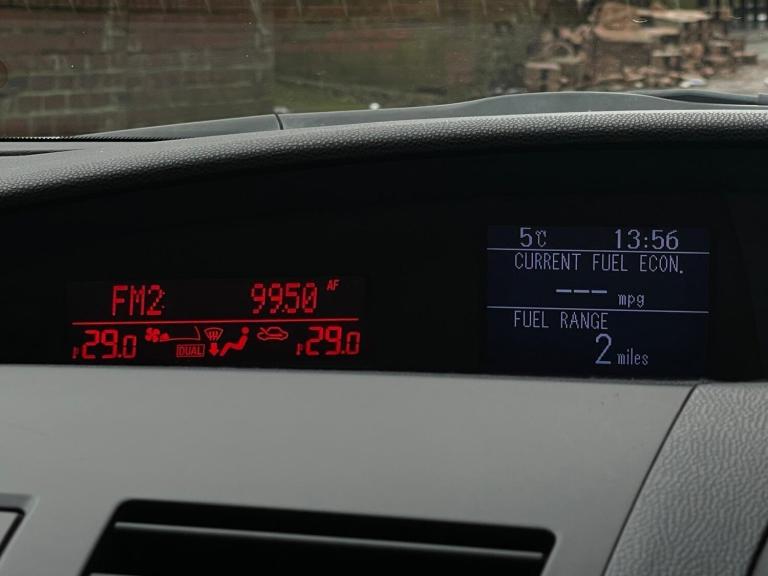 FM2 99.50 AF
29.0 DUAL 29.0
5℃ 13:56
CURRENT FUEL ECON.
--- mpg
FUEL RANGE
2 miles